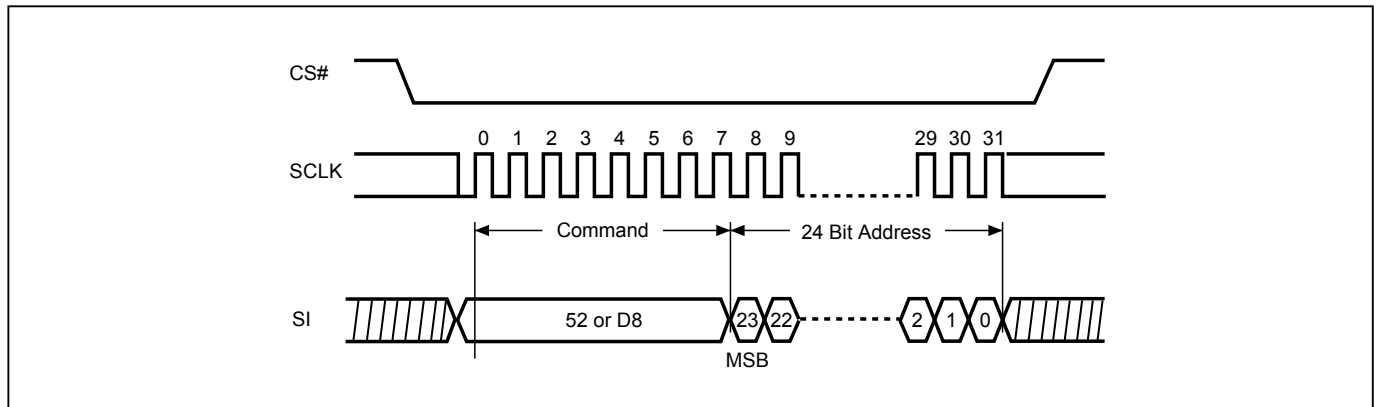 CS#
0 1 2 3 4 5 6 7 8 9 29 30 31
SCLK
Command 24 Bit Address
SI 52 or D8 23 22 2 1 0
MSB